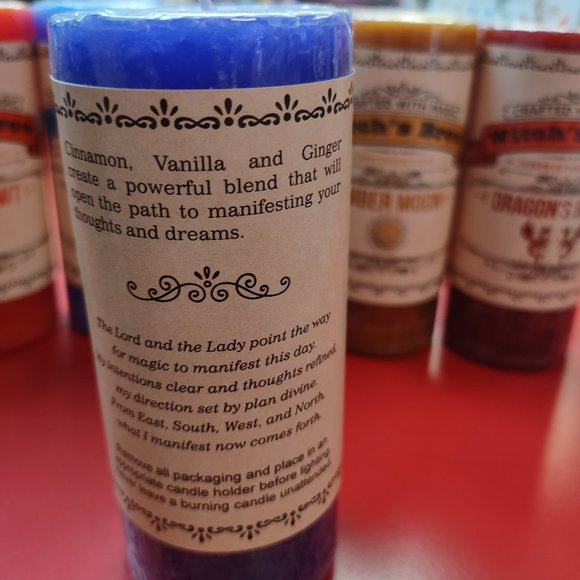 Cinnamon, Vanilla and Ginger
create a powerful blend that will
open the path to manifesting your
thoughts and dreams.
The Lord and the Lady point the way
for magic to manifest this day.
My intentions clear and thoughts refined,
my direction set by plan divine.
From East, South, West, and North,
what I manifest now comes forth.
Remove all packaging and place in an
appropriate candle holder before lighting.
Never leave a burning candle unattended.
CRAFTED WITH
Witch's Brew
MOON
CRAFTED
Witch's
DRAGON'S